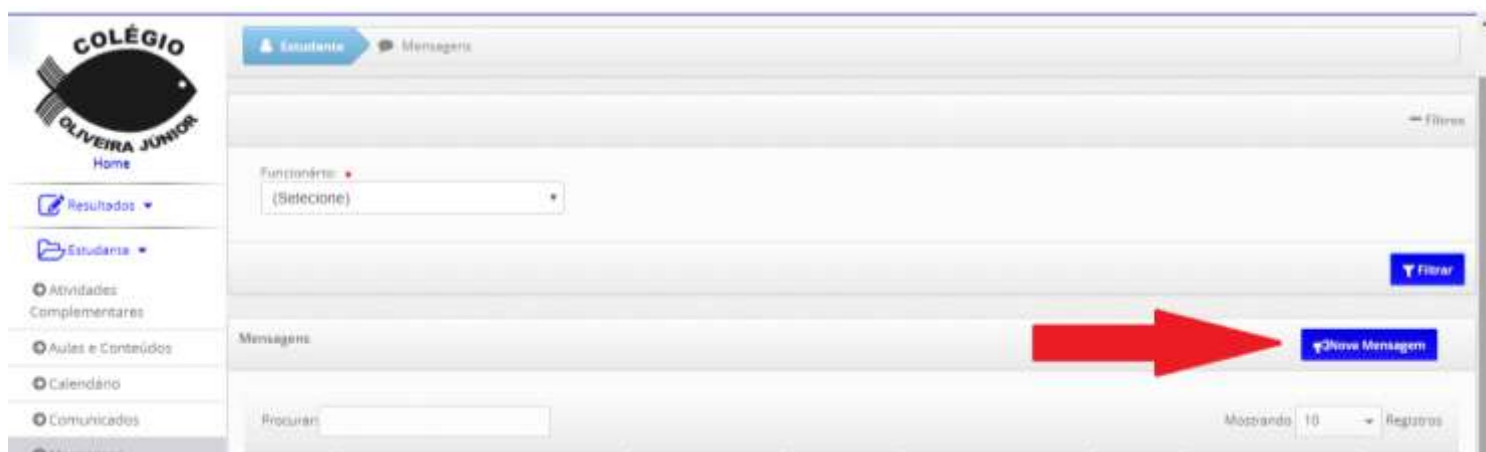 COLÉGIO
OLIVEIRA JÚNIOR
Home
Resultados
Estudante
Atividades
Complementares
Aulas e Conteúdos
Calendário
Comunicados
Estudante
Mensagens
Filtros
Funcionário:
(Selecione)
Filtrar
Mensagens
Nova Mensagem
Procurar:
Mostrando 10 Registros